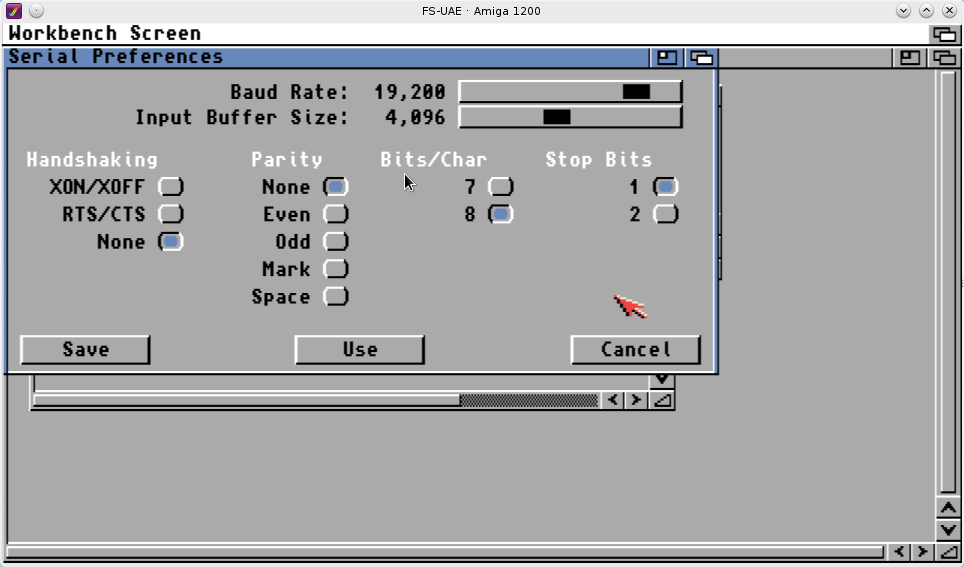 FS-UAE · Amiga 1200
Workbench Screen
Serial Preferences
Baud Rate: 19,200
Input Buffer Size: 4,096
Handshaking Parity Bits/Char Stop Bits
XON/XOFF None 7 1
RTS/CTS Even 8 2
None Odd
Mark
Space
Save Use Cancel